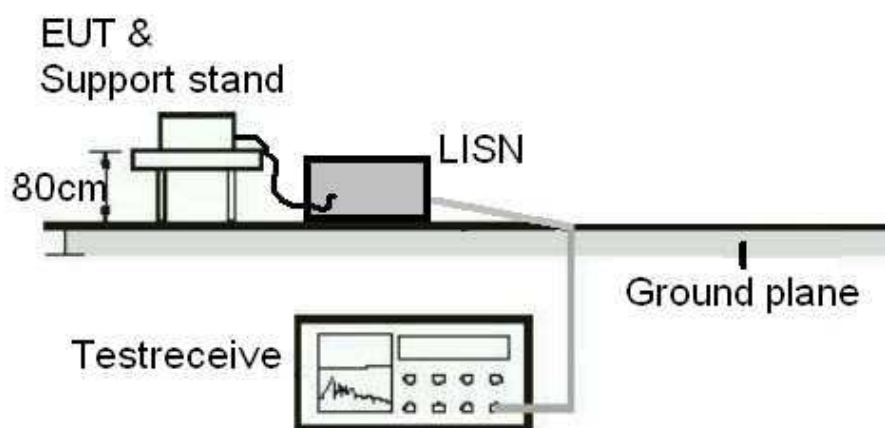 EUT &
Support stand
LISN
80cm
Ground plane
Testreceive